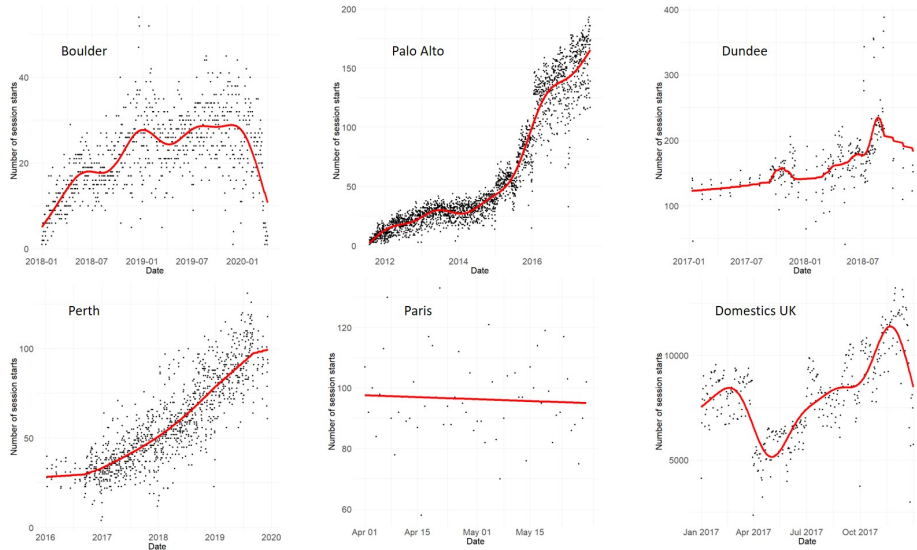 Boulder
Number of session starts
40
20
0
2018-01 2018-07 2019-01 2019-07 2020-01
Date
Palo Alto
Number of session starts
200
150
100
50
0
2012 2014 2016
Date
Dundee
Number of session starts
400
300
200
100
2017-01 2017-07 2018-01 2018-07
Date
Perth
Number of session starts
100
50
0
2016 2017 2018 2019 2020
Date
Paris
Number of session starts
120
100
80
60
Apr 01 Apr 15 May 01 May 15
Date
Domestics UK
Number of session starts
10000
5000
Jan 2017 Apr 2017 Jul 2017 Oct 2017
Date